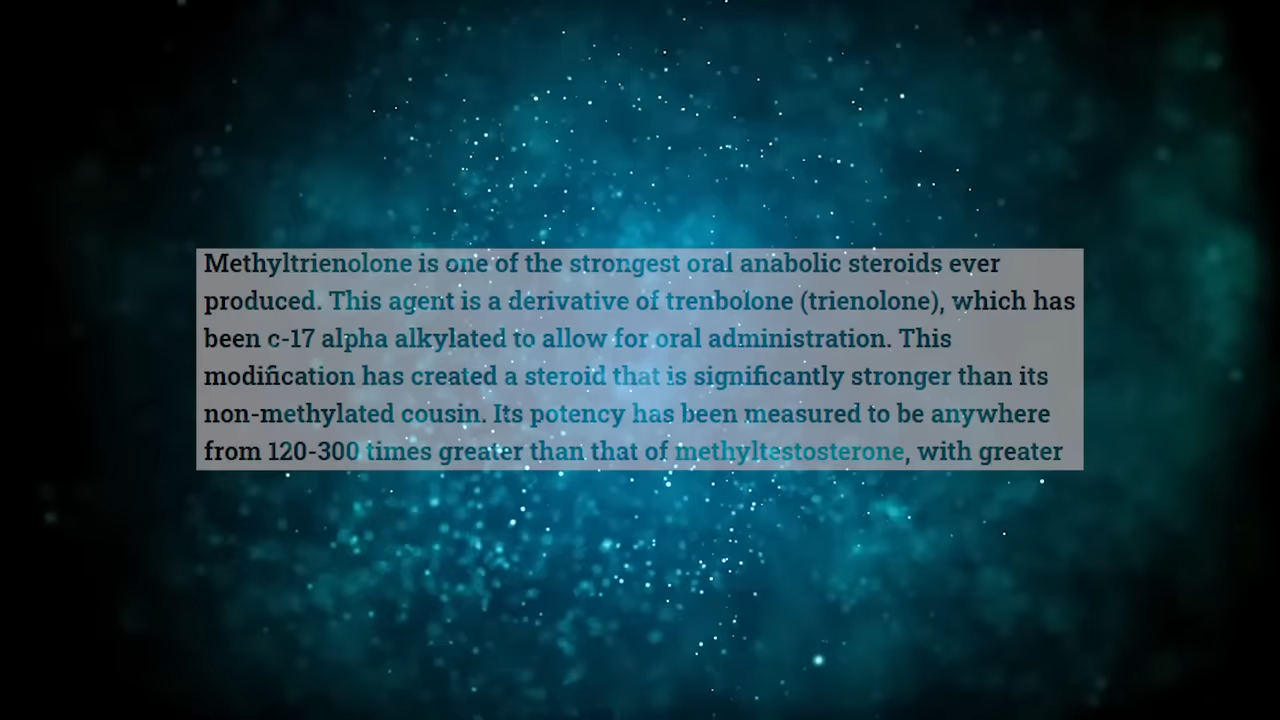 Methyltrienolone is one of the strongest oral anabolic steroids ever
produced. This agent is a derivative of trenbolone (trienolone), which has
been c-17 alpha alkylated to allow for oral administration. This
modification has created a steroid that is significantly stronger than its
non-methylated cousin. Its potency has been measured to be anywhere
from 120-300 times greater than that of methyltestosterone, with greater